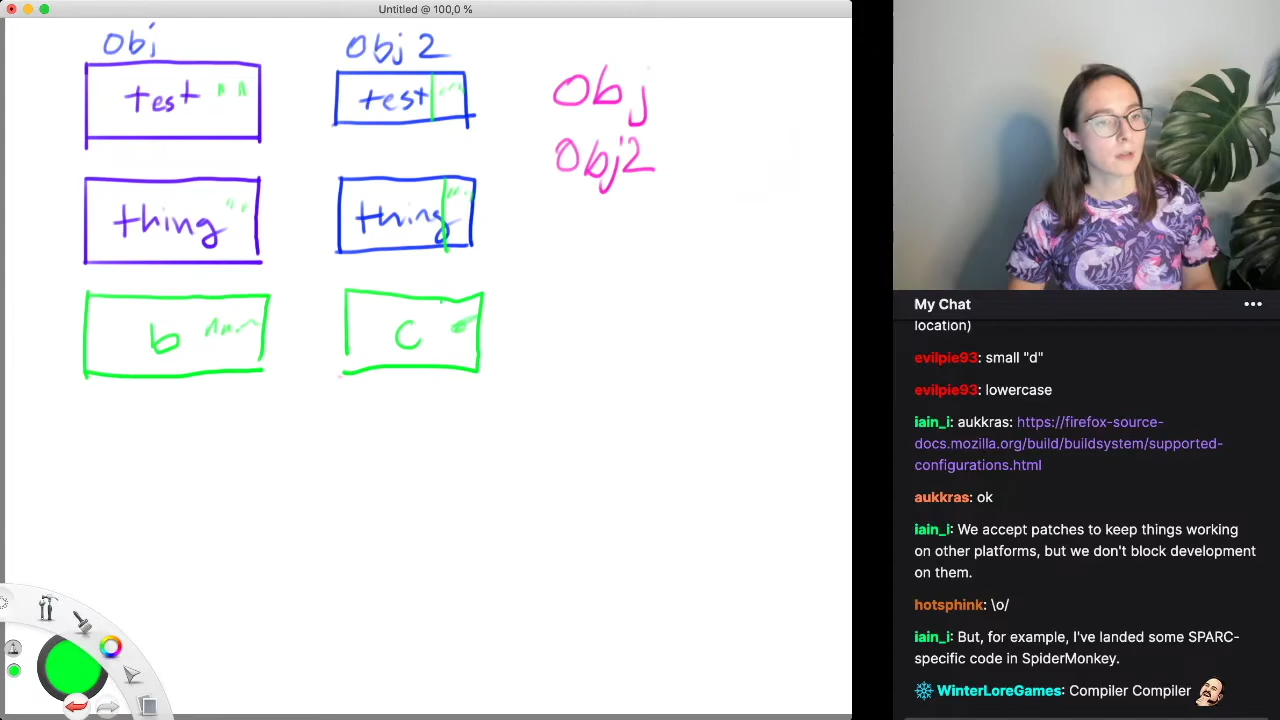 Untitled @ 100,0 %
Obj
Obj 2
test
test
Obj
Obj2
thing
thing
b
c
My Chat
location)
evilpie93: small "d"
evilpie93: lowercase
iain_i: aukkras: https://firefox-source-
docs.mozilla.org/build/buildsystem/supported-
configurations.html
aukkras: ok
iain_i: We accept patches to keep things working
on other platforms, but we don't block development
on them.
hotsphink: \o/
iain_i: But, for example, I've landed some SPARC-
specific code in SpiderMonkey.
WinterLoreGames: Compiler Compiler